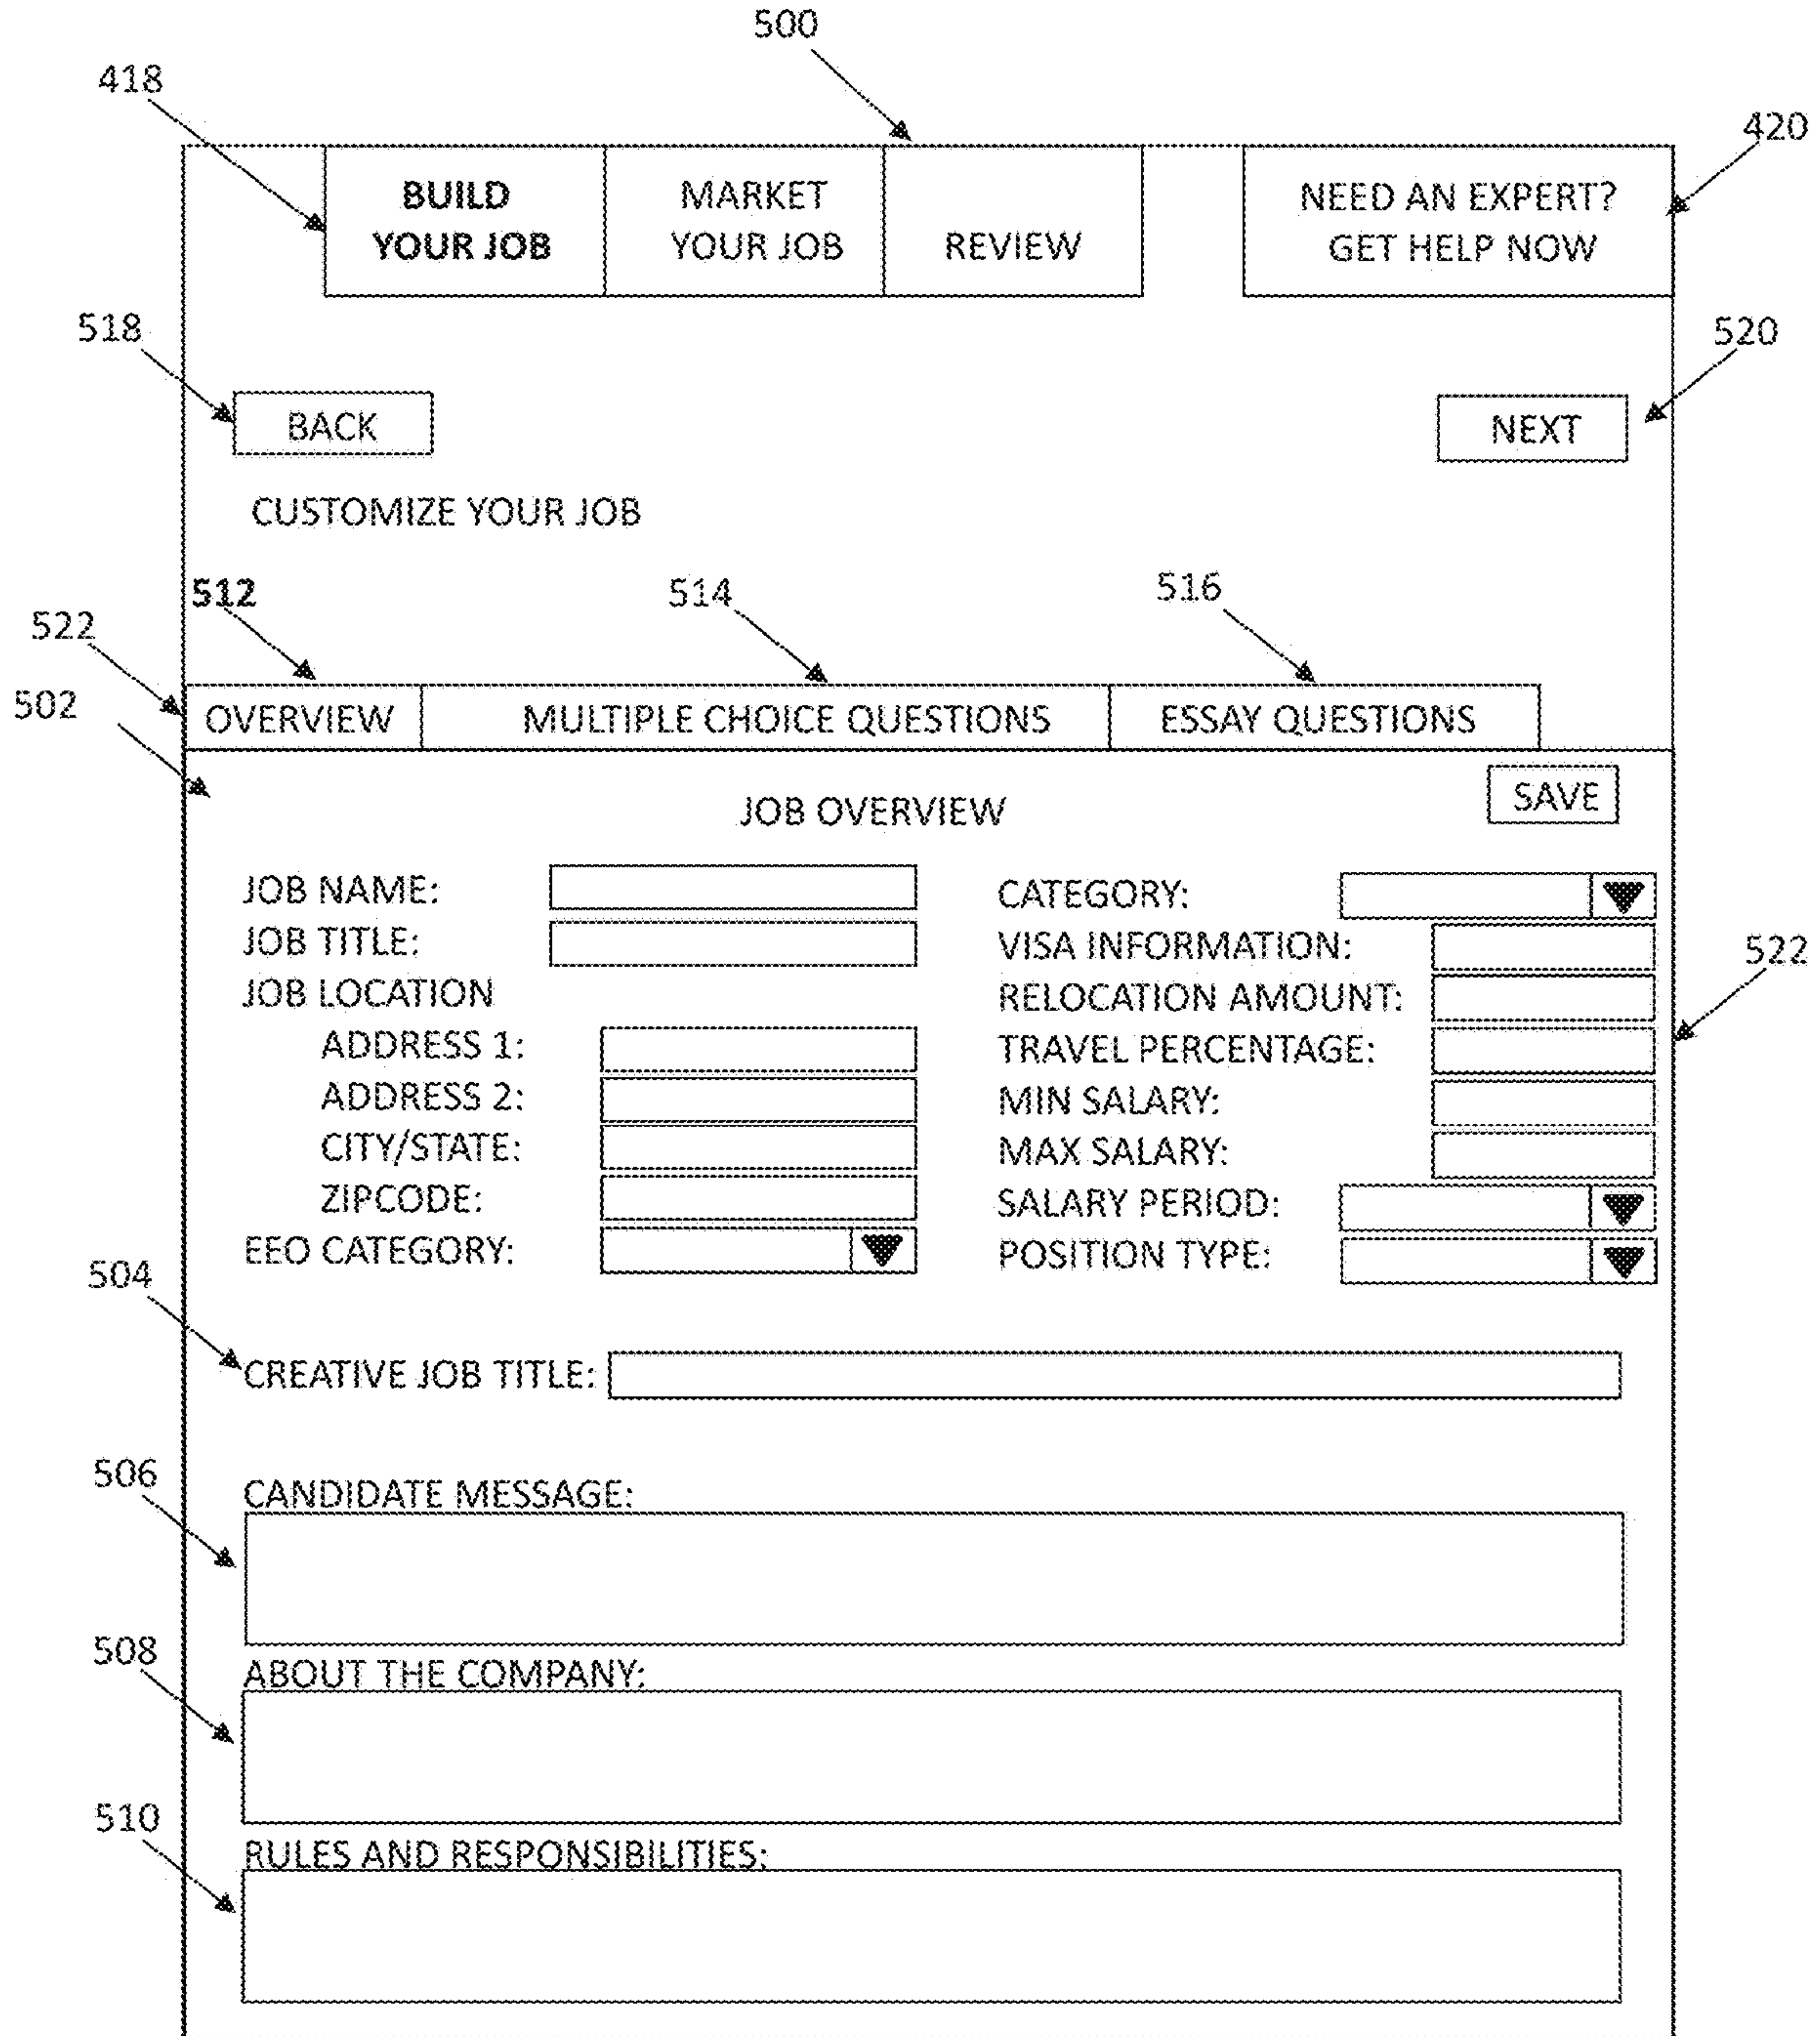 500
418
420
BUILD
YOUR JOB
MARKET
YOUR JOB
REVIEW
NEED AN EXPERT?
GET HELP NOW
518
520
BACK
NEXT
CUSTOMIZE YOUR JOB
512
514
516
522
502
OVERVIEW
MULTIPLE CHOICE QUESTIONS
ESSAY QUESTIONS
JOB OVERVIEW
SAVE
JOB NAME:
JOB TITLE:
JOB LOCATION
ADDRESS 1:
ADDRESS 2:
CITY/STATE:
ZIPCODE:
EEO CATEGORY:
CATEGORY:
VISA INFORMATION:
RELOCATION AMOUNT:
TRAVEL PERCENTAGE:
MIN SALARY:
MAX SALARY:
SALARY PERIOD:
POSITION TYPE:
522
504
CREATIVE JOB TITLE:
506
CANDIDATE MESSAGE:
508
ABOUT THE COMPANY:
510
RULES AND RESPONSIBILITIES: